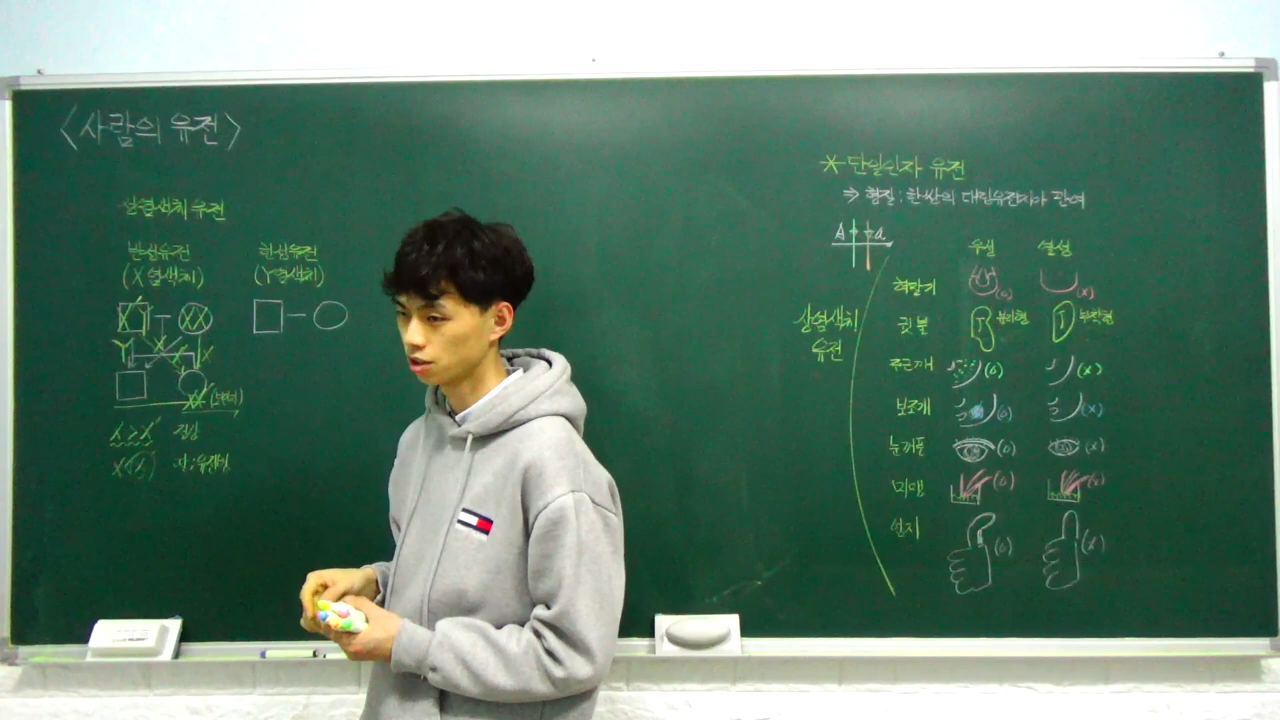 <사람의 유전>
성염색체 유전
반성유전 한성유전
(X염색체) (Y염색체)
X > X' 정상
* 단일인자 유전
⇒ 형질 : 한 쌍의 대립유전자가 관여
A a
우성 열성
상염색체
유전
혀말기 (O) (X)
귓볼 분리형 부착형
주근깨 (O) (X)
보조개 (O) (X)
눈꺼풀 (O) (X)
미맹
엄지 (O) (X)